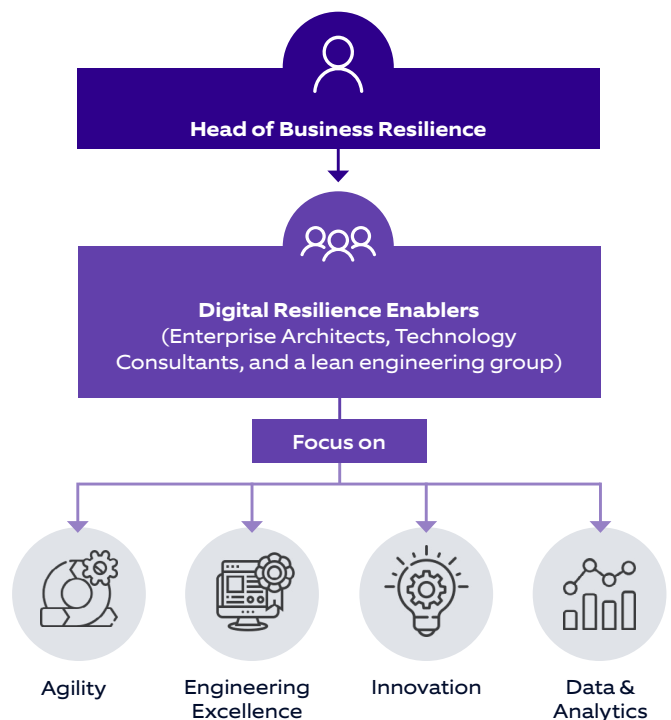 Head of Business Resilience
Digital Resilience Enablers
(Enterprise Architects, Technology
Consultants, and a lean engineering group)
Focus on
Agility
Engineering
Excellence
Innovation
Data &
Analytics